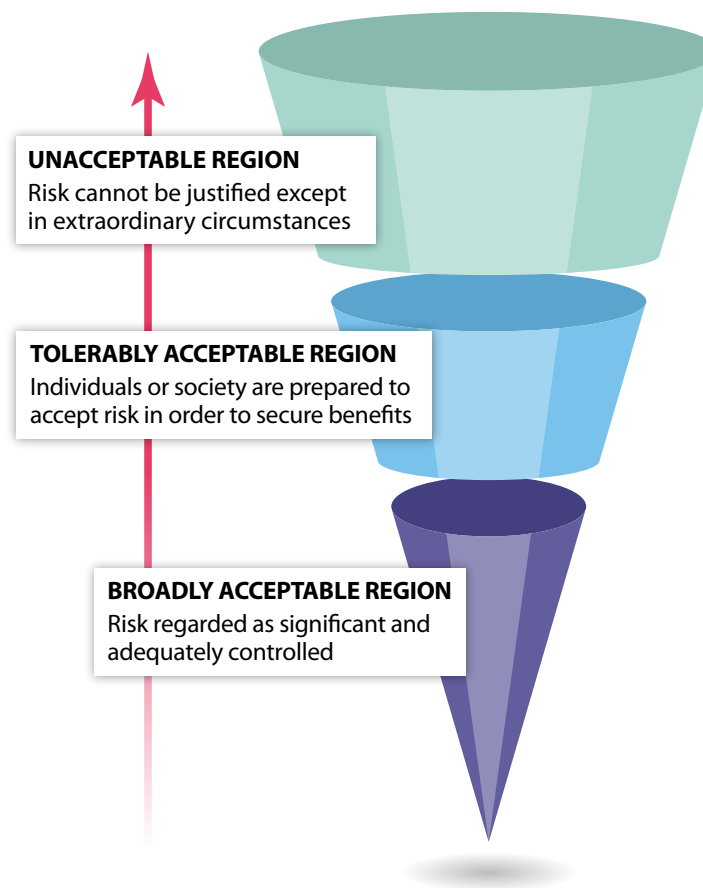 UNACCEPTABLE REGION
Risk cannot be justified except
in extraordinary circumstances
TOLERABLY ACCEPTABLE REGION
Individuals or society are prepared to
accept risk in order to secure benefits
BROADLY ACCEPTABLE REGION
Risk regarded as significant and
adequately controlled